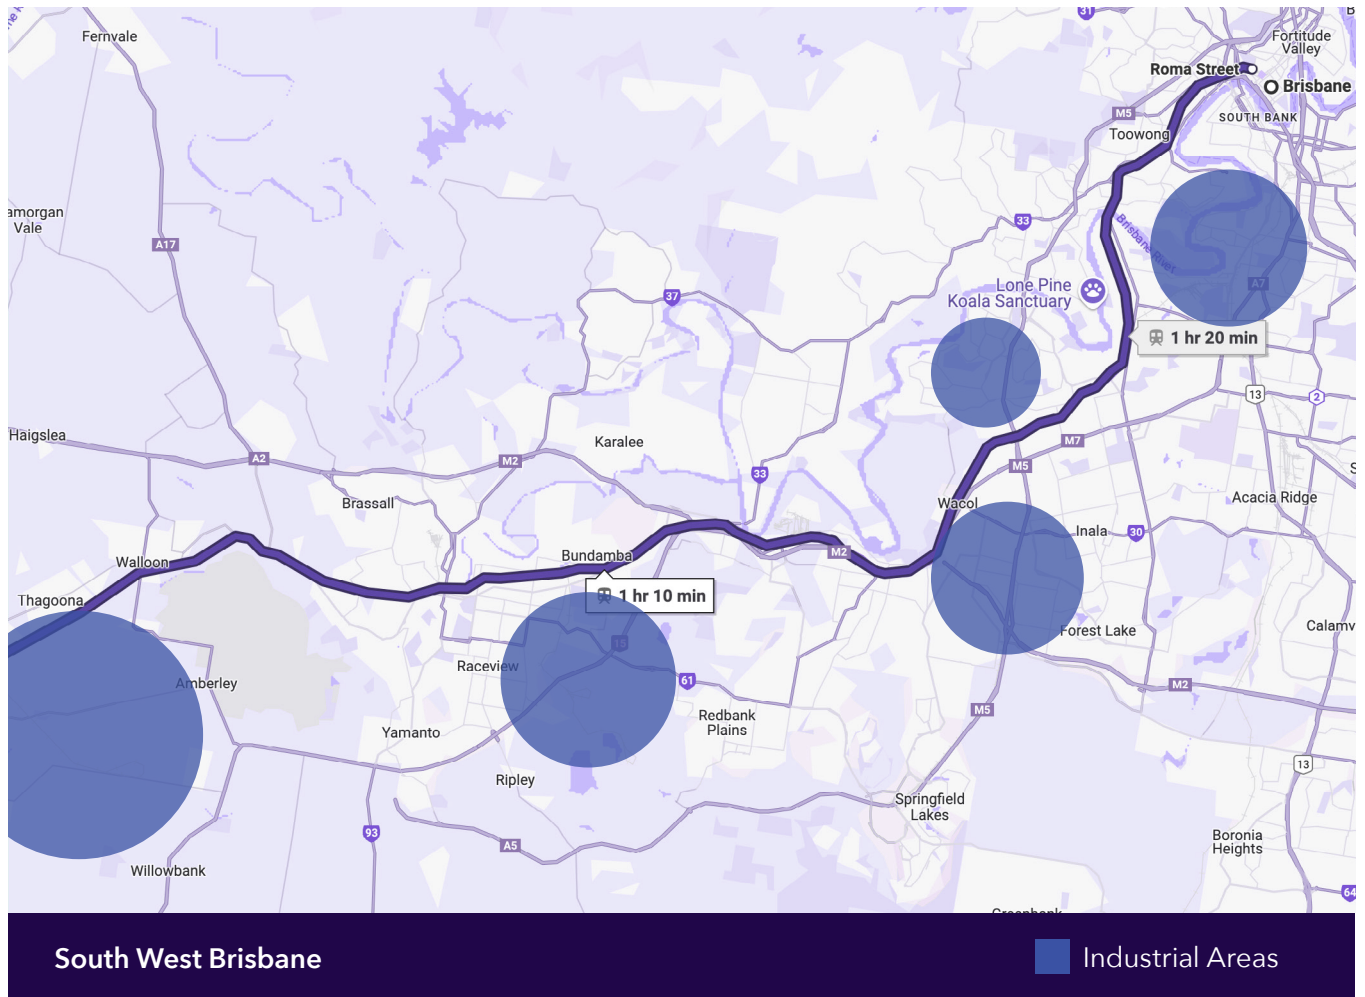 31
Fernvale
Fortitude
Valley
Roma Street
Brisbane
M5
SOUTH BANK
Toowong
amorgan
Vale
33
A17
Brisbane River
Lone Pine
Koala Sanctuary
A7
37
1 hr 20 min
13
2
Haigslea
Karalee
M7
A2
M2
M5
33
Brassall
Wacol
Acacia Ridge
Inala
30
Walloon
Bundamba
M2
Thagoona
1 hr 10 min
Forest Lake
Calamv
15
Raceview
61
Amberley
M2
M5
Redbank
Plains
Yamanto
13
Ripley
Springfield
Lakes
93
Boronia
Heights
A5
Willowbank
64
South West Brisbane
Industrial Areas